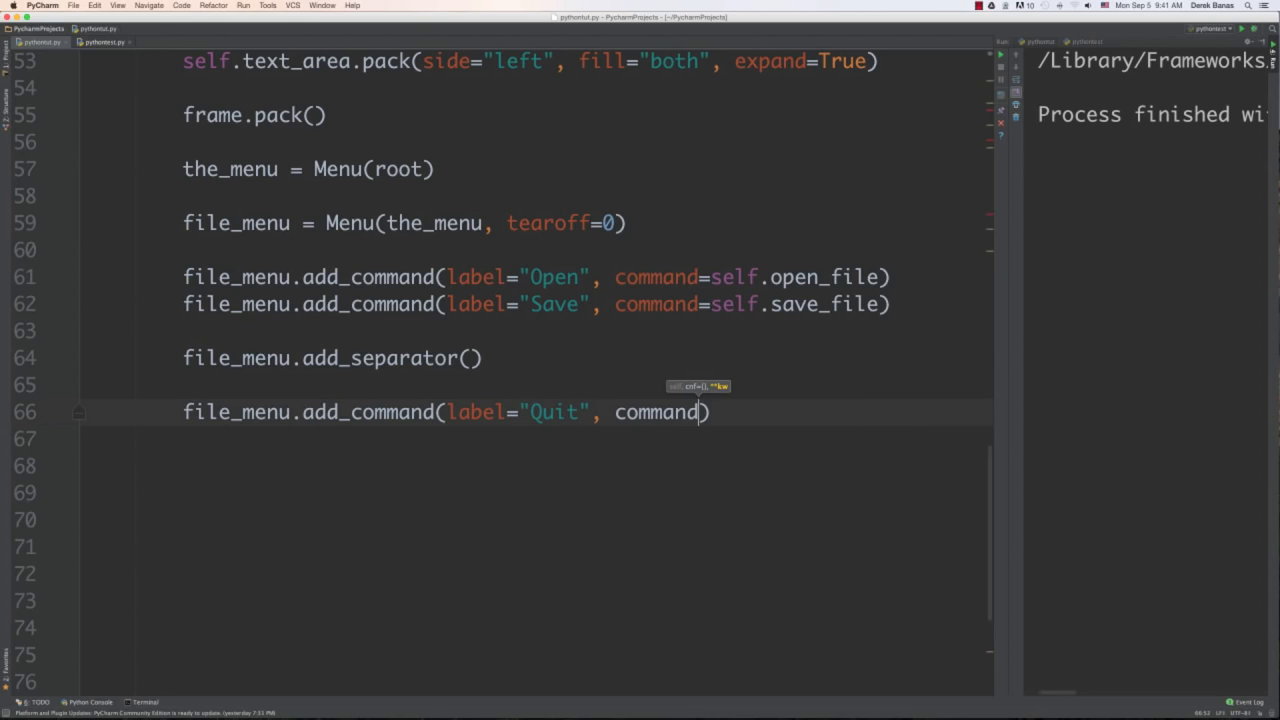 PyCharm File Edit View Navigate Code Refactor Run Tools VCS Window Help 10 Mon Sep 5 9:41 AM Derek Banas
pythontut.py - PycharmProjects - [~/PycharmProjects]
PycharmProjects pythontut.py pythontest
pythontut.py pythontest.py Run: pythontut pythontest
53 self.text_area.pack(side="left", fill="both", expand=True)
/Library/Frameworks
54
55 frame.pack()
Process finished wi
56
57 the_menu = Menu(root)
58
59 file_menu = Menu(the_menu, tearoff=0)
60
61 file_menu.add_command(label="Open", command=self.open_file)
62 file_menu.add_command(label="Save", command=self.save_file)
63
64 file_menu.add_separator()
65
self, cnf={}, **kw
66 file_menu.add_command(label="Quit", command)
67
68
69
70
71
72
73
74
75
76
1: Project
7: Structure
2: Favorites
6: TODO Python Console Terminal Event Log
Platform and Plugin Updates: PyCharm Community Edition is ready to update. (yesterday 7:53 PM) 66:52 LF÷ UTF-8÷